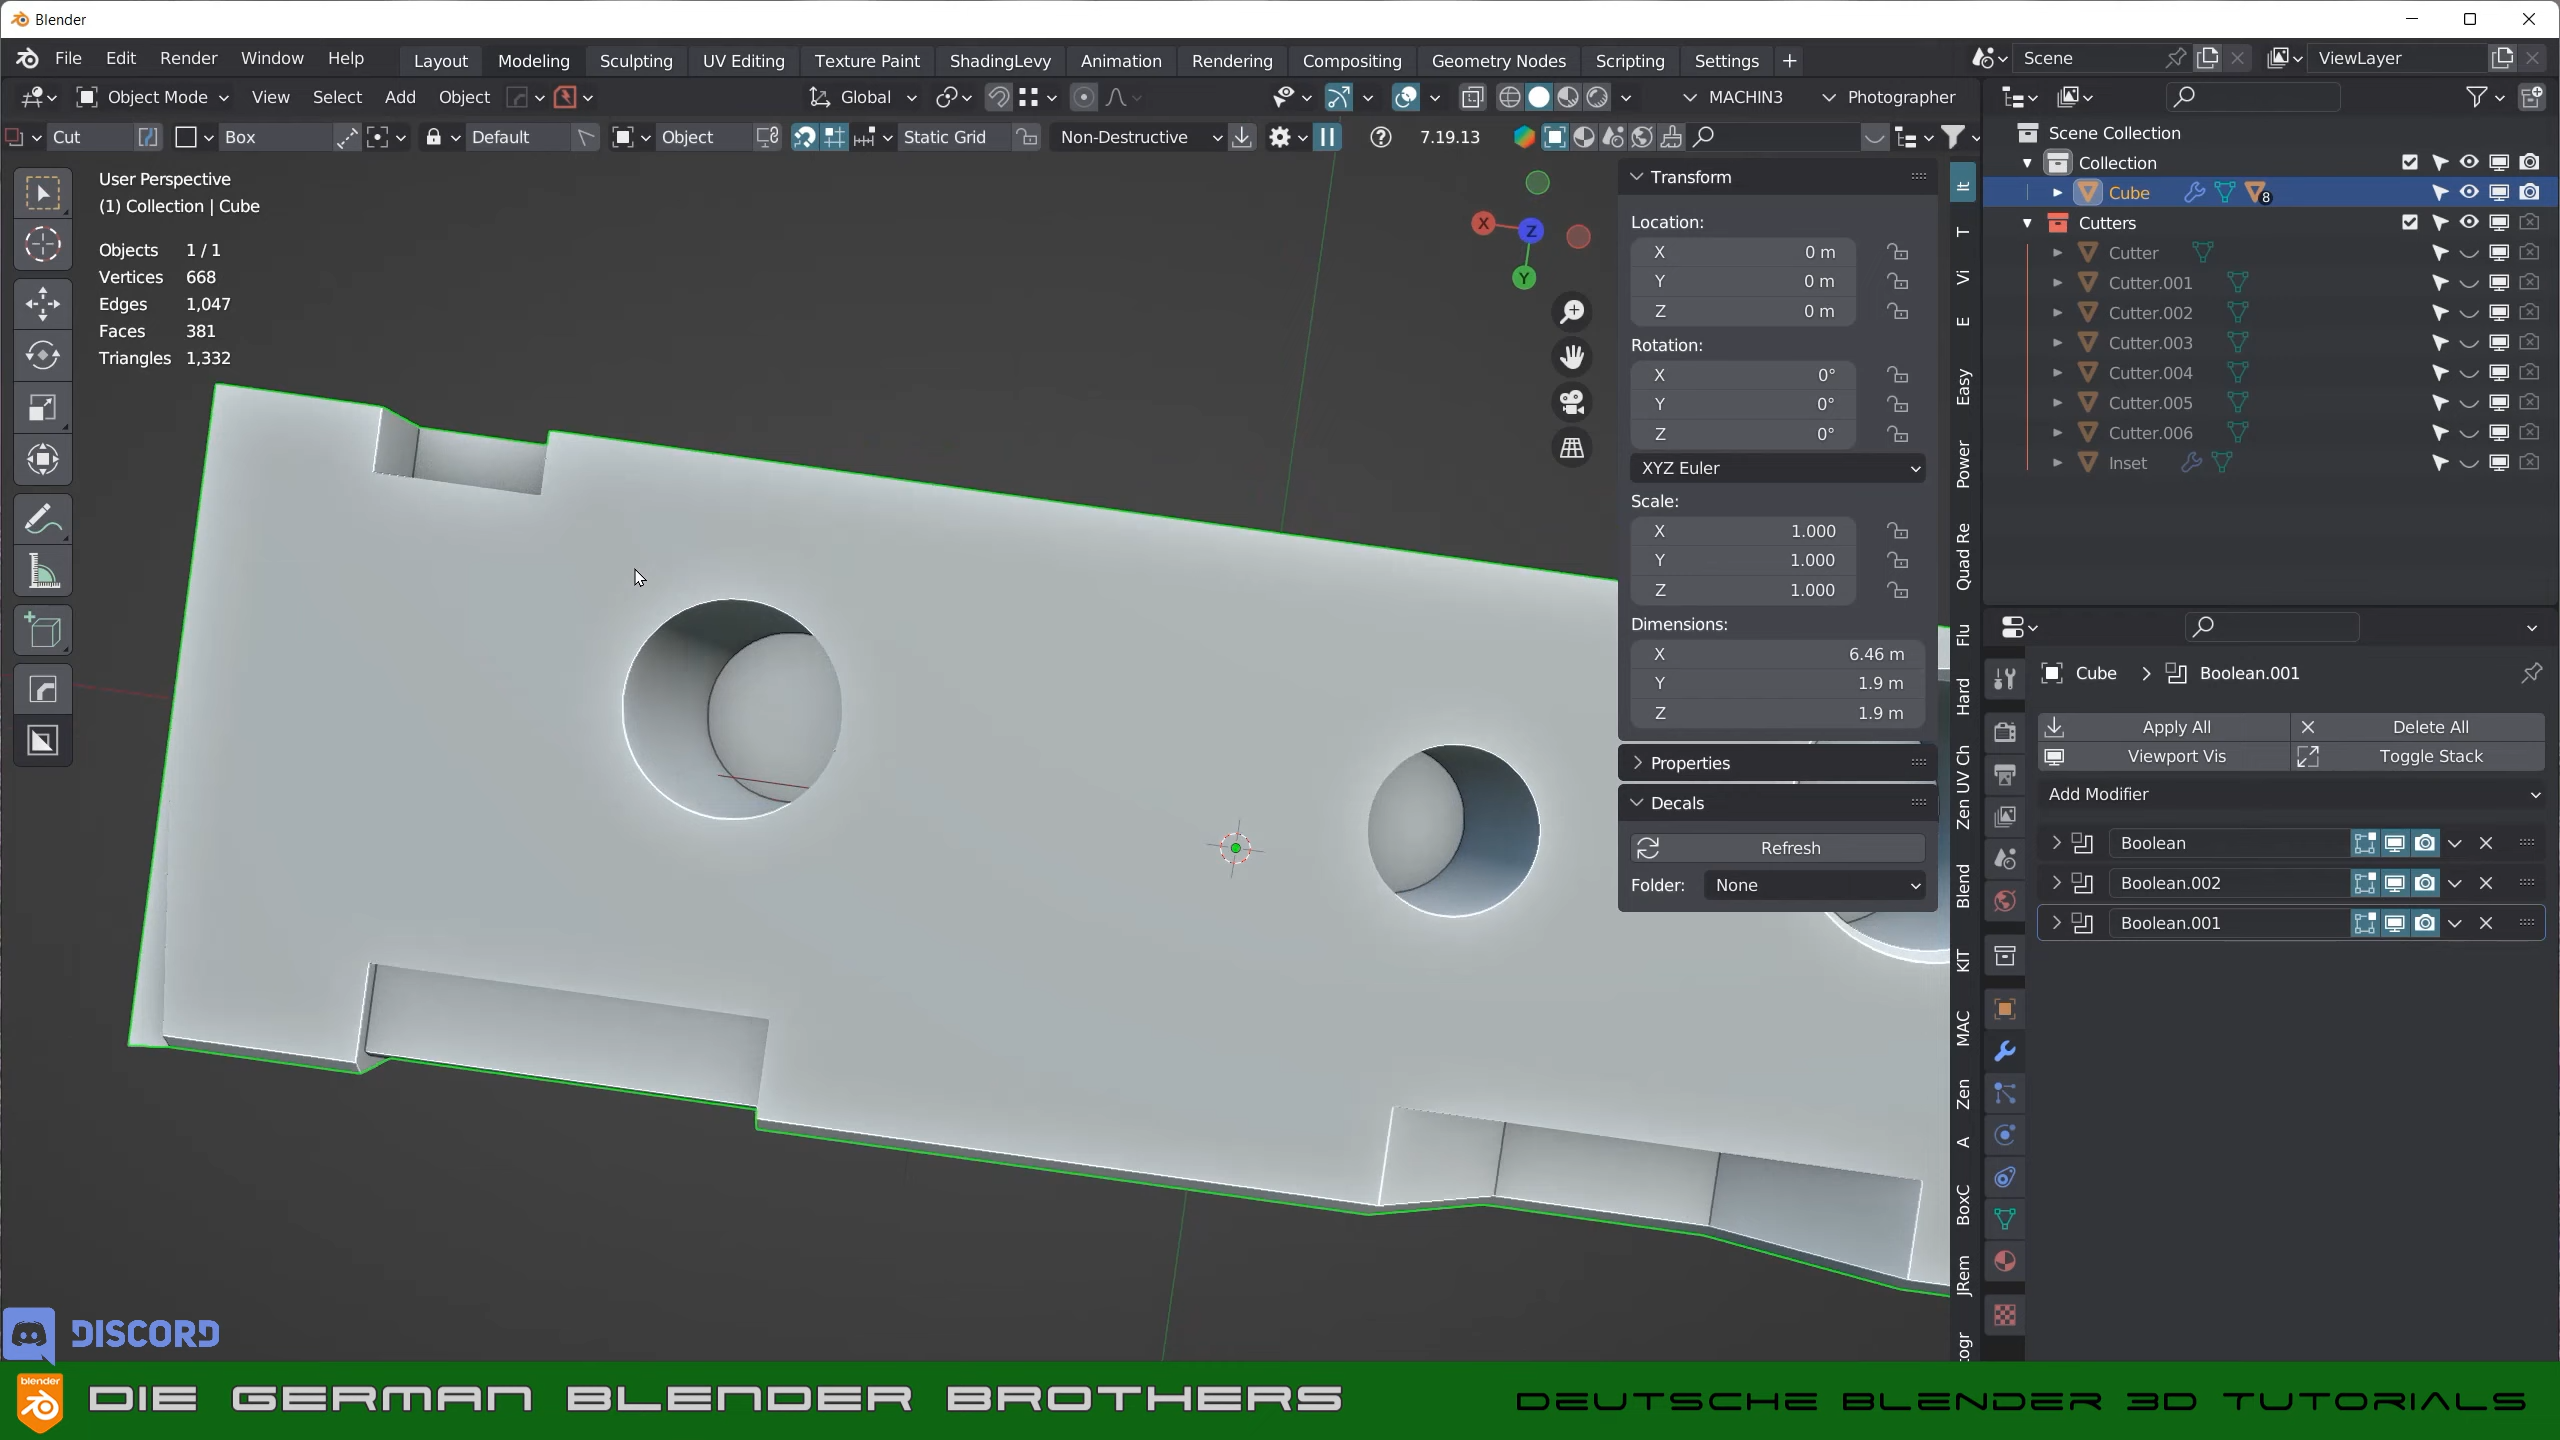 Blender
File Edit Render Window Help Layout Modeling Sculpting UV Editing Texture Paint ShadingLevy Animation Rendering Compositing Geometry Nodes Scripting Settings + Scene ViewLayer
Object Mode View Select Add Object Global MACHIN3 Photographer
Cut Box Default Object Static Grid Non-Destructive 7.19.13
User Perspective
(1) Collection | Cube
Objects 1 / 1
Vertices 668
Edges 1,047
Faces 381
Triangles 1,332
X
Z
Y
Transform
Location:
X 0 m
Y 0 m
Z 0 m
Rotation:
X 0°
Y 0°
Z 0°
XYZ Euler
Scale:
X 1.000
Y 1.000
Z 1.000
Dimensions:
X 6.46 m
Y 1.9 m
Z 1.9 m
Properties
Decals
Refresh
Folder: None
It
T
Vi
E
Easy
Power
Quad Re
Flu
Hard
Zen UV Ch
Blend
KIT
MAC
Zen
A
BoxC
JRem
ogr
Scene Collection
Collection
Cube 8
Cutters
Cutter
Cutter.001
Cutter.002
Cutter.003
Cutter.004
Cutter.005
Cutter.006
Inset
Cube > Boolean.001
Apply All Delete All
Viewport Vis Toggle Stack
Add Modifier
Boolean
Boolean.002
Boolean.001
DISCORD
blender
DIE GERMAN BLENDER BROTHERS
DEUTSCHE BLENDER 3D TUTORIALS